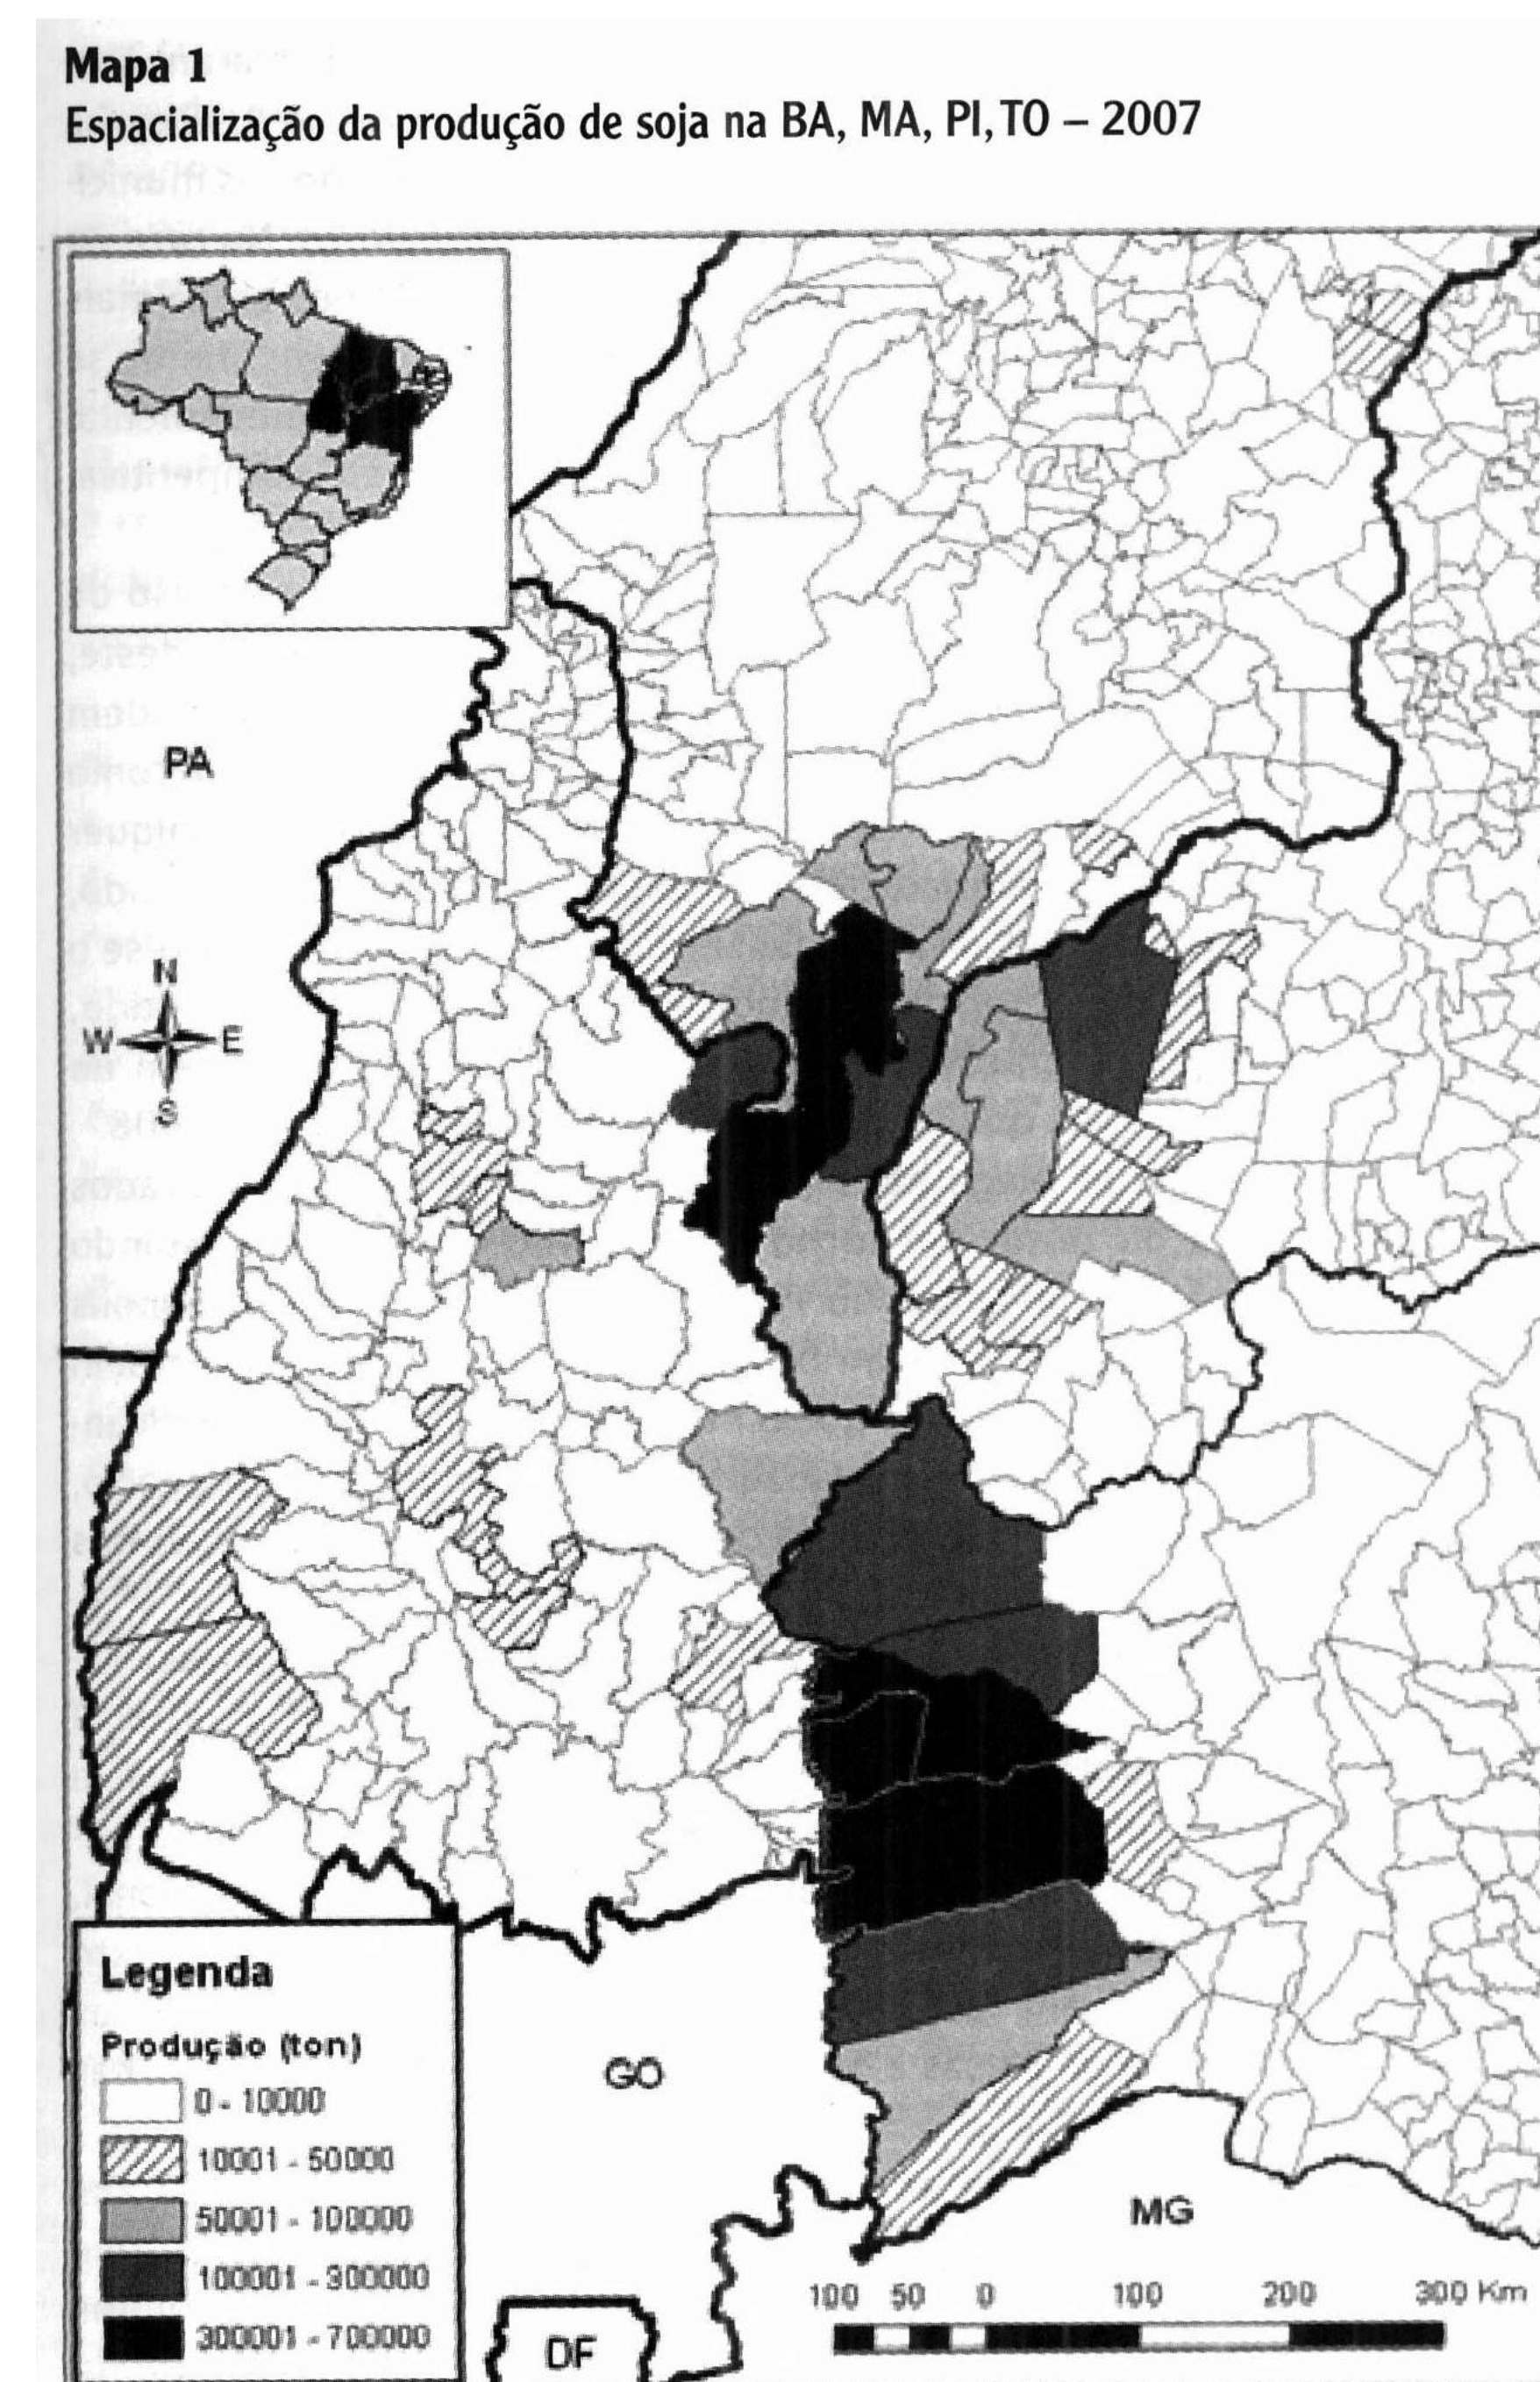 Mapa 1
Espacialização da produção de soja na BA, MA, PI, TO – 2007
PA
N
W E
S
Legenda
Produção (ton)
0 - 10000
10001 - 50000
50001 - 100000
100001 - 300000
300001 - 700000
GO
MG
DF
100 50 0 100 200 300 Km